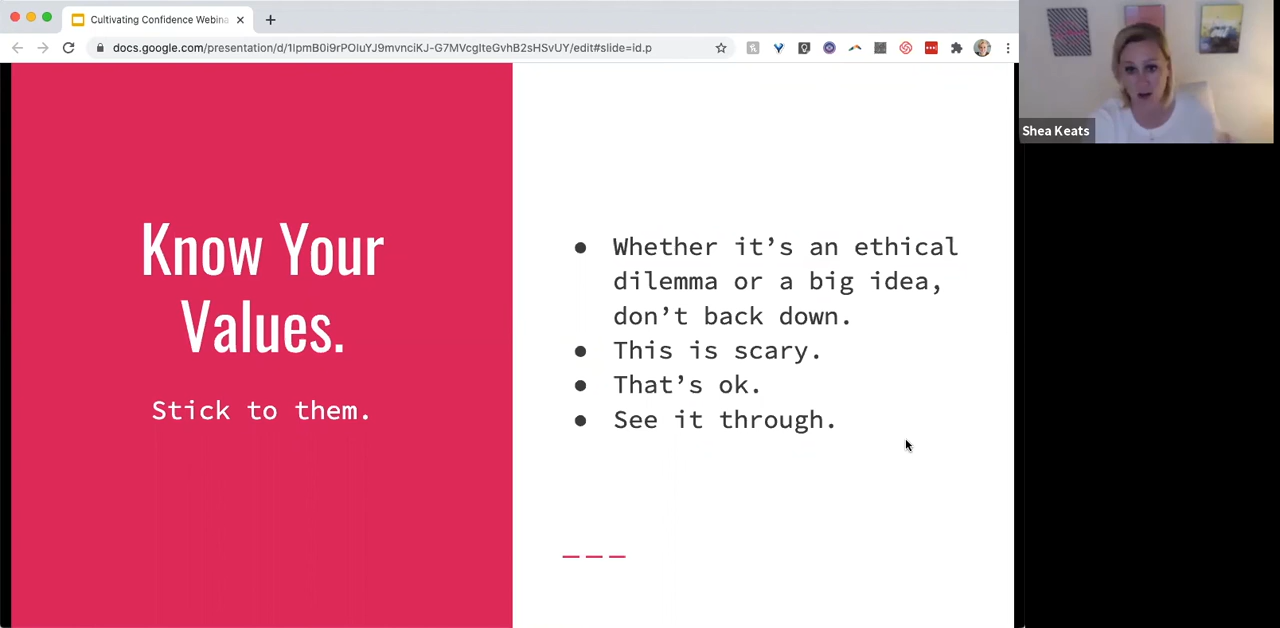 Cultivating Confidence Webina
docs.google.com/presentation/d/1IpmB0i9rPOIuYJ9mvnciKJ-G7MVcgIteGvhB2sHSvUY/edit#slide=id.p
Shea Keats
Know Your
Values.
Stick to them.
● Whether it’s an ethical
dilemma or a big idea,
don’t back down.
● This is scary.
● That’s ok.
● See it through.